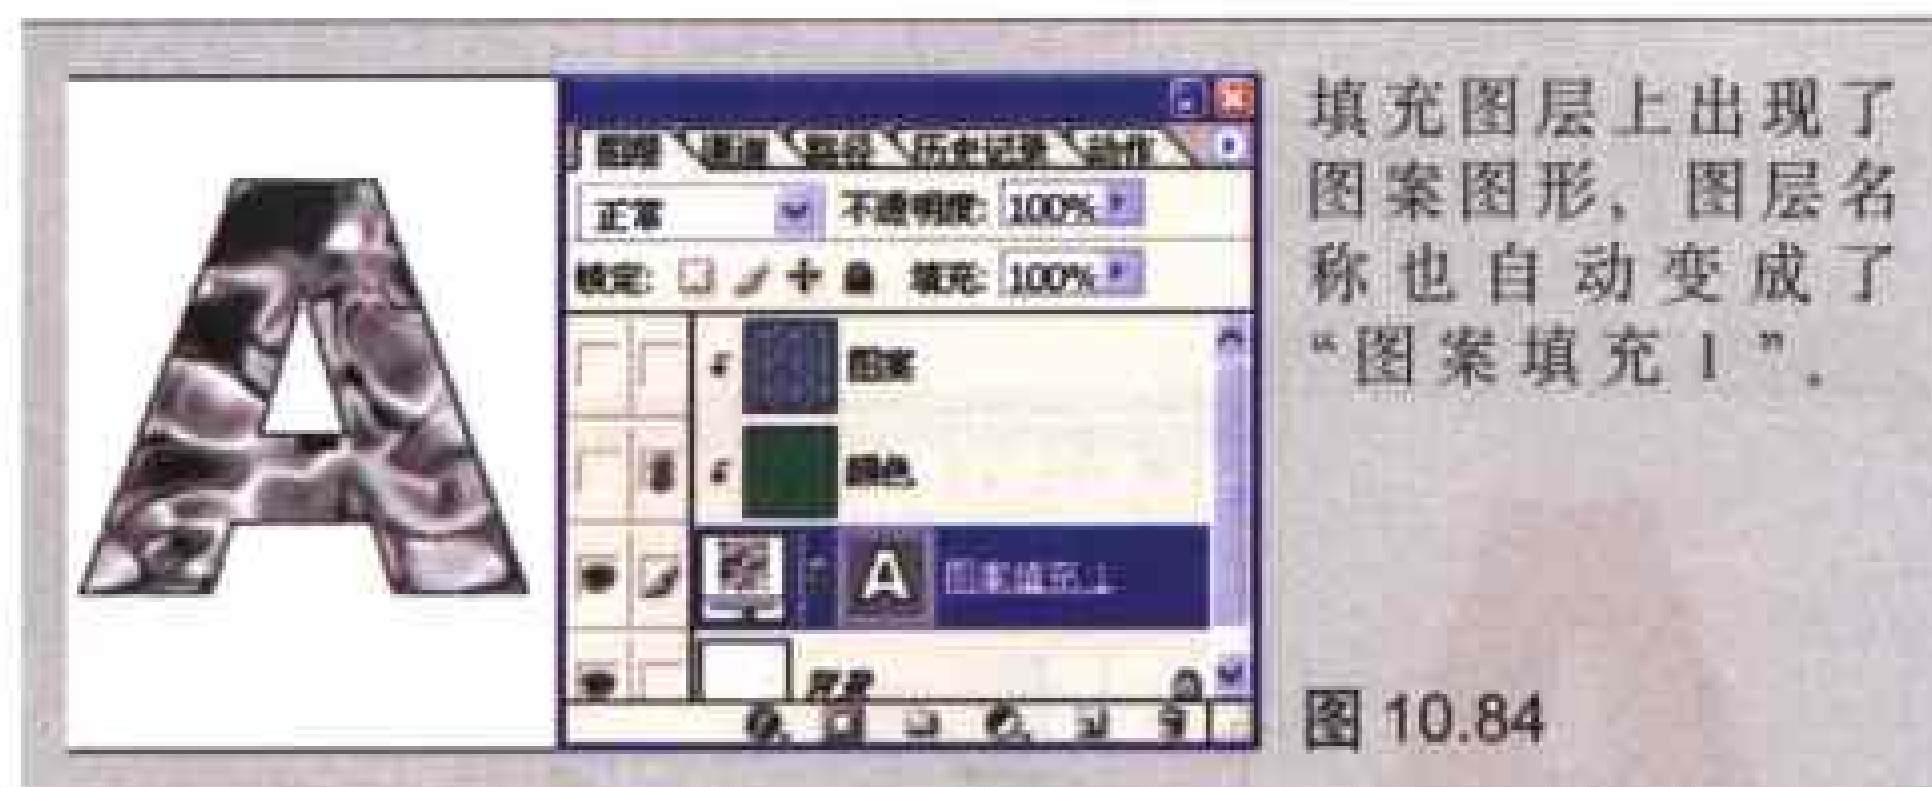 图层 通道 路径 历史记录 动作
正常 不透明度: 100%
锁定: 填充: 100%
图案
颜色
A 图案填充 1
背景
填充图层上出现了
图案图形，图层名
称也自动变成了
“图案填充 1”。
图 10.84